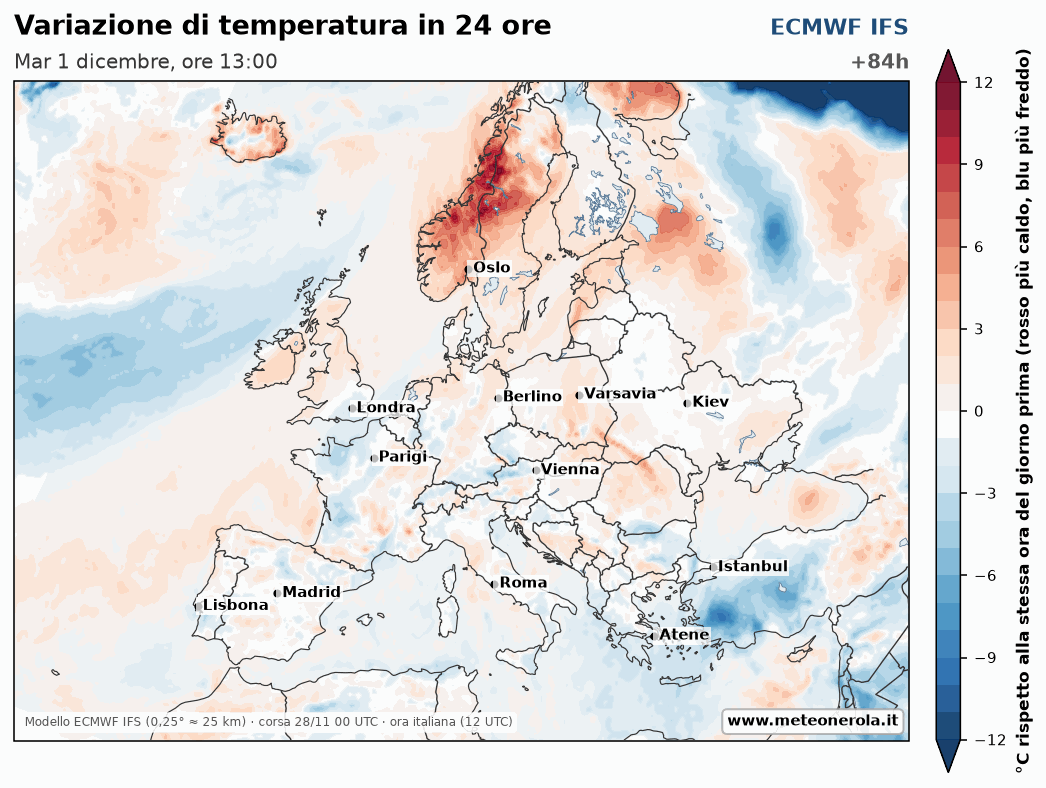 Variazione di temperatura in 24 ore
ECMWF IFS
Mar 1 dicembre, ore 13:00
+84h
Oslo
Londra
Berlino
Varsavia
Kiev
Parigi
Vienna
Istanbul
Roma
Madrid
Lisbona
Atene
Modello ECMWF IFS (0,25° ≈ 25 km) · corsa 28/11 00 UTC · ora italiana (12 UTC)
www.meteonerola.it
12
9
6
3
0
−3
−6
−9
−12
°C rispetto alla stessa ora del giorno prima (rosso più caldo, blu più freddo)